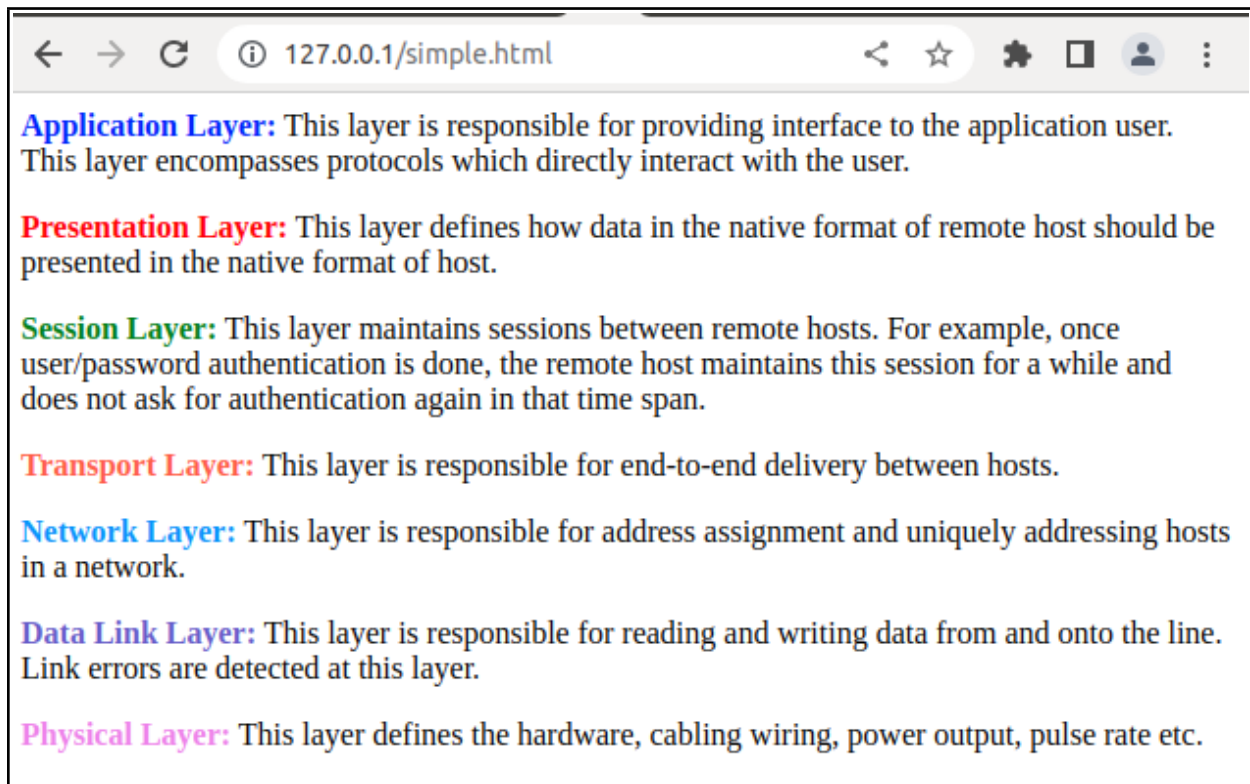 127.0.0.1/simple.html
Application Layer: This layer is responsible for providing interface to the application user.
This layer encompasses protocols which directly interact with the user.
Presentation Layer: This layer defines how data in the native format of remote host should be
presented in the native format of host.
Session Layer: This layer maintains sessions between remote hosts. For example, once
user/password authentication is done, the remote host maintains this session for a while and
does not ask for authentication again in that time span.
Transport Layer: This layer is responsible for end-to-end delivery between hosts.
Network Layer: This layer is responsible for address assignment and uniquely addressing hosts
in a network.
Data Link Layer: This layer is responsible for reading and writing data from and onto the line.
Link errors are detected at this layer.
Physical Layer: This layer defines the hardware, cabling wiring, power output, pulse rate etc.